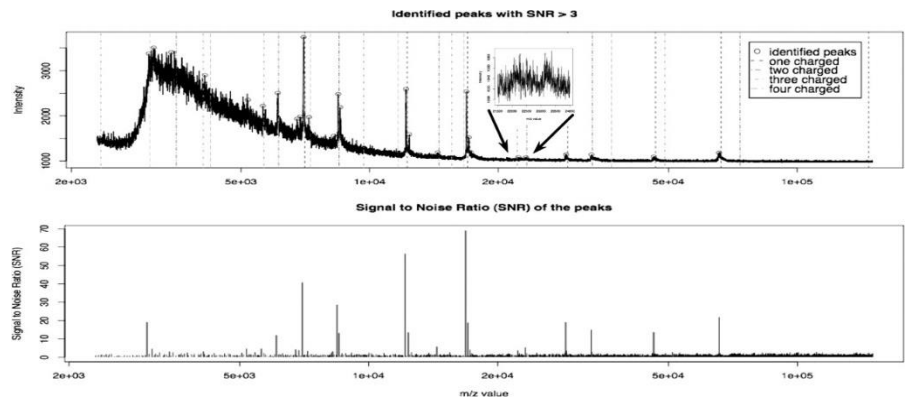 Identified peaks with SNR > 3
Intensity
3000
2000
1000
identified peaks
one charged
two charged
three charged
four charged
2e+03
5e+03
1e+04
2e+04
5e+04
1e+05
Signal to Noise Ratio (SNR) of the peaks
Signal to Noise Ratio (SNR)
70
60
50
40
30
20
10
0
2e+03
5e+03
1e+04
2e+04
5e+04
1e+05
m/z value